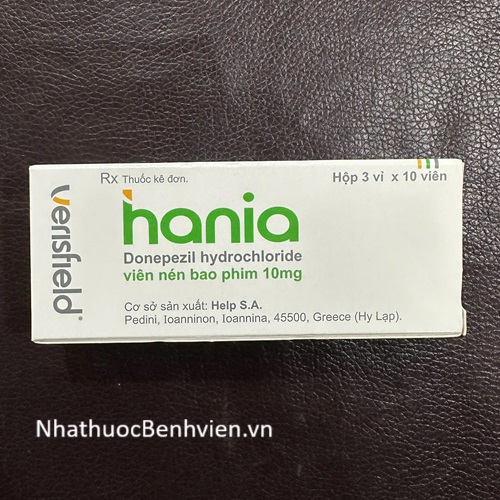 verisfield®
Rx Thuốc kê đơn.
Hộp 3 vỉ x 10 viên
hania
Donepezil hydrochloride
viên nén bao phim 10mg
Cơ sở sản xuất: Help S.A.
Pedini, Ioanninon, Ioannina, 45500, Greece (Hy Lạp).
NhathuocBenhvien.vn